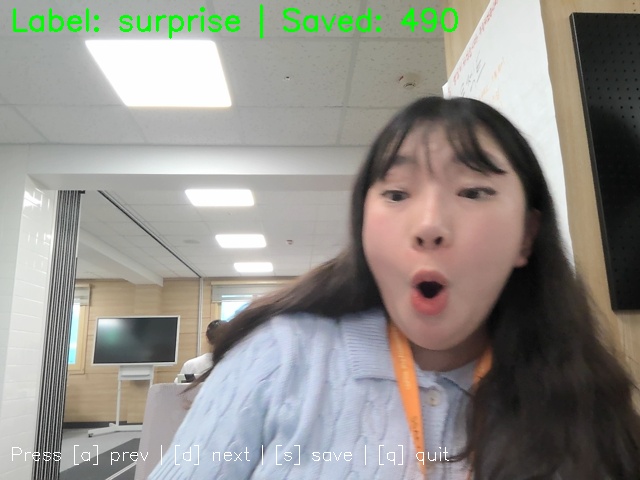 Label: surprise | Saved: 490
Press [a] prev | [d] next | [s] save | [q] quit